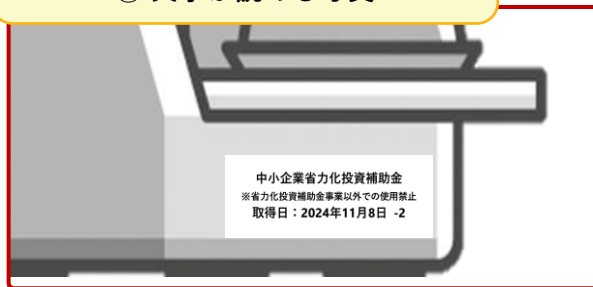 中小企業省力化投資補助金
※省力化投資補助金事業以外での使用禁止
取得日：2024年11月8日 -2